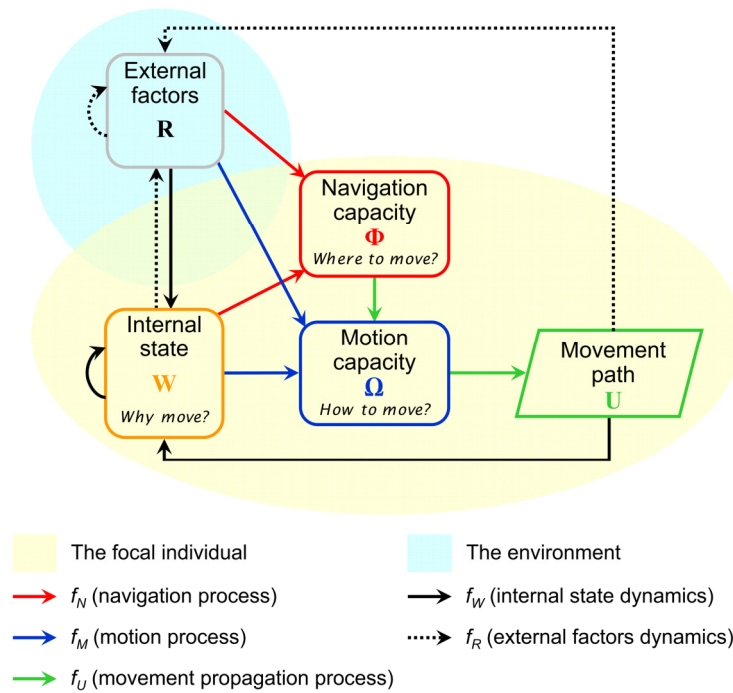 External
factors
R
Navigation
capacity
Φ
Where to move?
Internal
state
W
Why move?
Motion
capacity
Ω
How to move?
Movement
path
U
The focal individual
The environment
f_N (navigation process)
f_W (internal state dynamics)
f_M (motion process)
f_R (external factors dynamics)
f_U (movement propagation process)